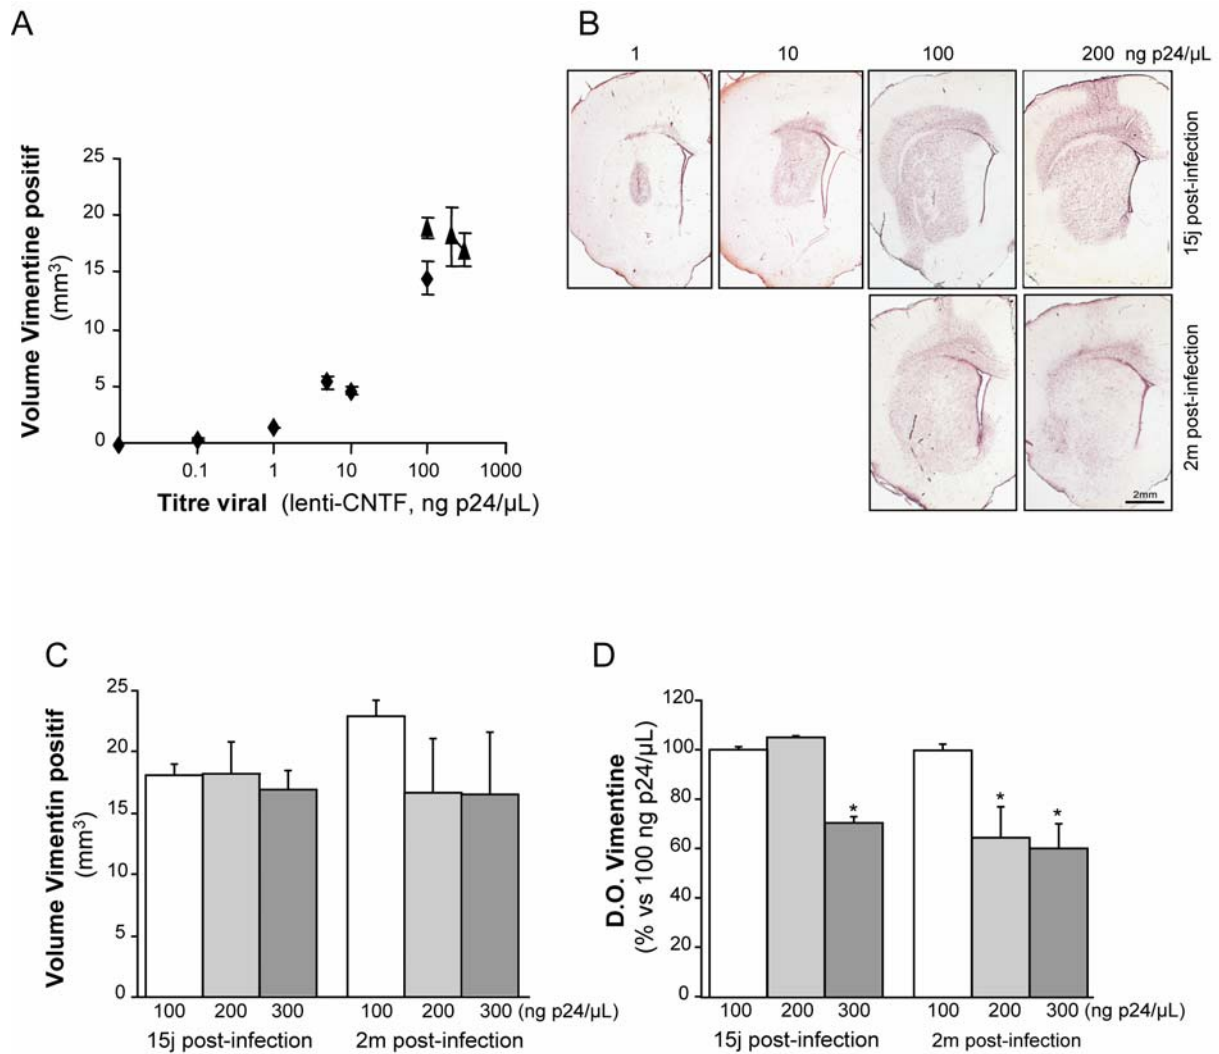 A
Volume Vimentine positif
(mm³)
25
20
15
10
5
0
0.1 1 10 100 1000
Titre viral (lenti-CNTF, ng p24/µL)
B
1 10 100 200 ng p24/µL
15j post-infection
2m post-infection
2mm
C
Volume Vimentin positif
(mm³)
25
20
15
10
5
0
100 200 300 100 200 300 (ng p24/µL)
15j post-infection 2m post-infection
D
D.O. Vimentine
(% vs 100 ng p24/µL)
120
100
80
60
40
20
0
* * *
100 200 300 100 200 300 (ng p24/µL)
15j post-infection 2m post-infection